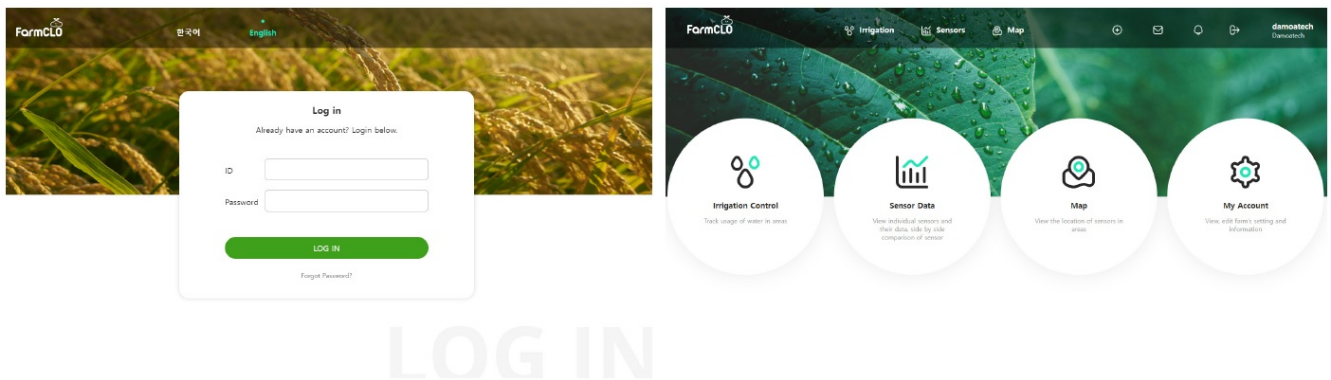 FarmCLO
한국어
English
Log in
Already have an account? Login below.
ID
Password
LOG IN
Forgot Password?
LOG IN
FarmCLO
Irrigation
Sensors
Map
damoatech
Damoatech
Irrigation Control
Track usage of water in areas
Sensor Data
View individual sensors and
their data, side by side
comparison of sensor
Map
View the location of sensors in
areas
My Account
View, edit farm's setting and
Information